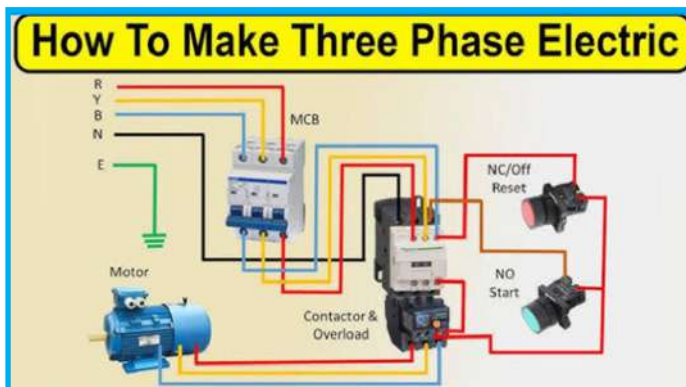 How To Make Three Phase Electric
R
Y
B
N
E
MCB
NC/Off
Reset
NO
Start
Motor
Contactor &
Overload